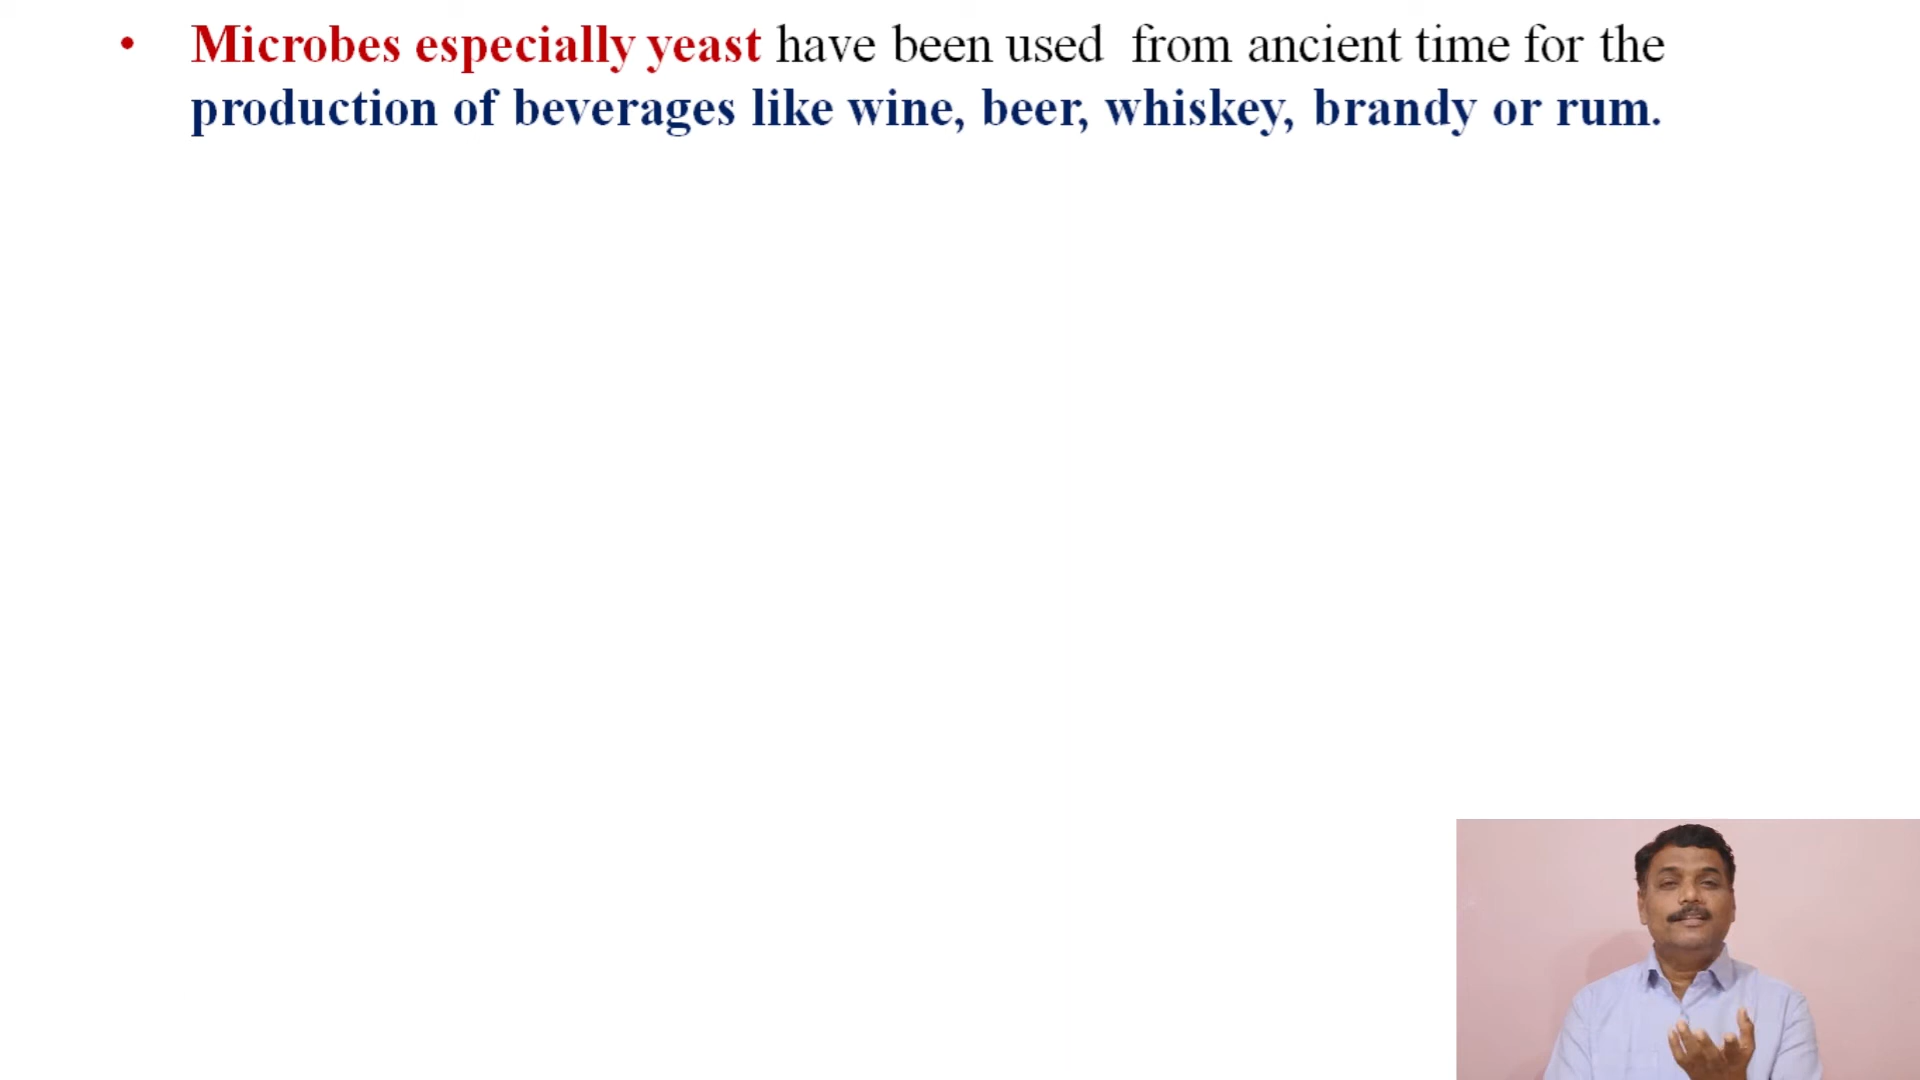 • Microbes especially yeast have been used from ancient time for the
production of beverages like wine, beer, whiskey, brandy or rum.